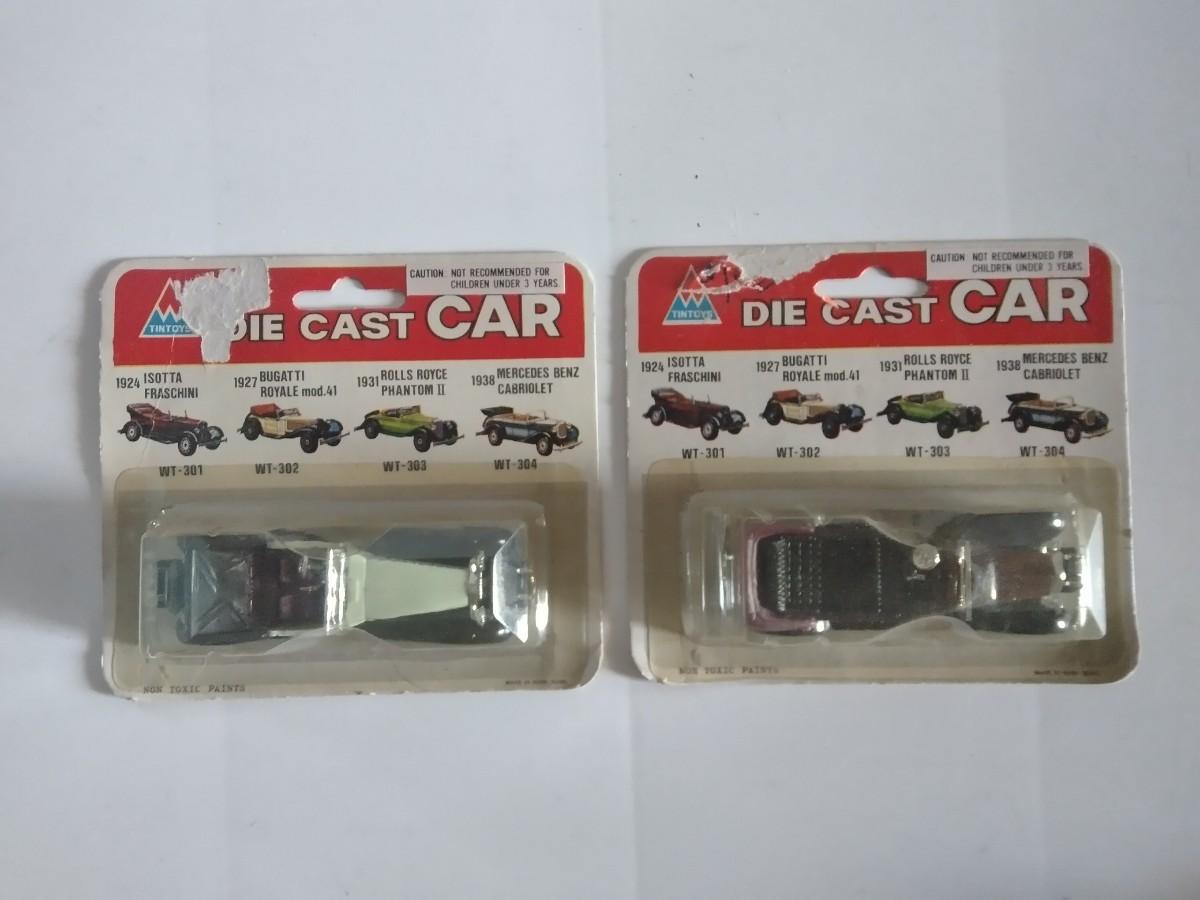 CAUTION: NOT RECOMMENDED FOR
CHILDREN UNDER 3 YEARS.
TINTOYS
DIE CAST CAR
1924 ISOTTA
FRASCHINI
1927 BUGATTI
ROYALE mod.41
1931 ROLLS ROYCE
PHANTOM II
1938 MERCEDES BENZ
CABRIOLET
WT-301
WT-302
WT-303
WT-304
NON TOXIC PAINTS
CAUTION: NOT RECOMMENDED FOR
CHILDREN UNDER 3 YEARS.
TINTOYS
DIE CAST CAR
1924 ISOTTA
FRASCHINI
1927 BUGATTI
ROYALE mod.41
1931 ROLLS ROYCE
PHANTOM II
1938 MERCEDES BENZ
CABRIOLET
WT-301
WT-302
WT-303
WT-304
NON TOXIC PAINTS